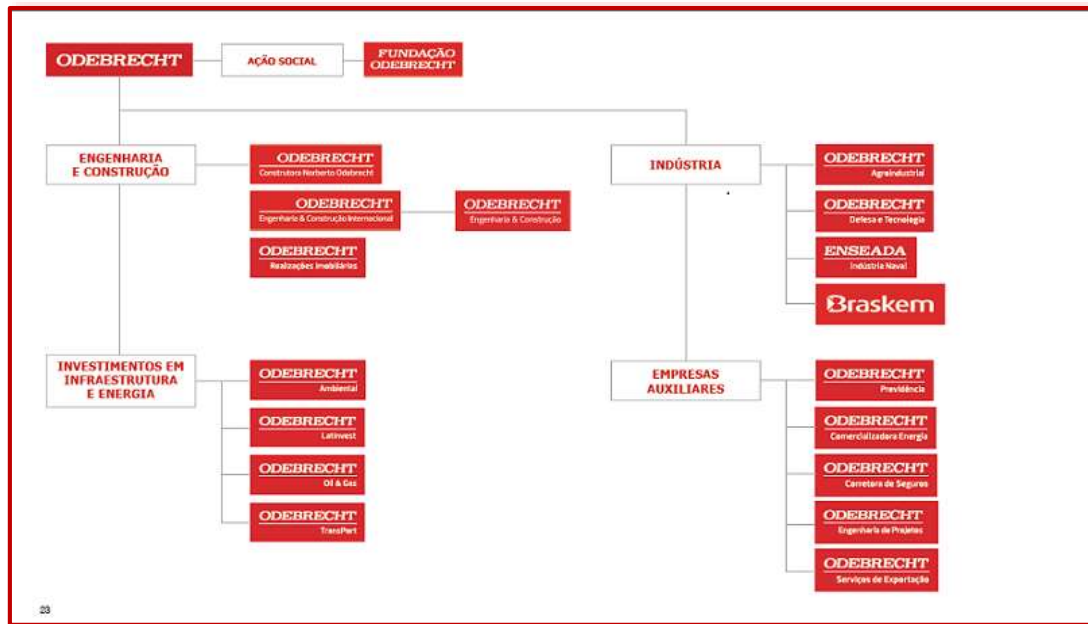 ODEBRECHT
AÇÃO SOCIAL
FUNDAÇÃO
ODEBRECHT
ENGENHARIA
E CONSTRUÇÃO
ODEBRECHT
Construtora Norberto Odebrecht
ODEBRECHT
Engenharia & Construção Internacional
ODEBRECHT
Engenharia & Construção
ODEBRECHT
Realizações Imobiliárias
INVESTIMENTOS EM
INFRAESTRUTURA
E ENERGIA
ODEBRECHT
Ambiental
ODEBRECHT
Latinvest
ODEBRECHT
Oil & Gas
ODEBRECHT
TransPort
INDÚSTRIA
ODEBRECHT
Agroindustrial
ODEBRECHT
Defesa e Tecnologia
ENSEADA
Indústria Naval
Braskem
EMPRESAS
AUXILIARES
ODEBRECHT
Previdência
ODEBRECHT
Comercializadora Energia
ODEBRECHT
Corretora de Seguros
ODEBRECHT
Engenharia de Projetos
ODEBRECHT
Serviços de Exportação
23